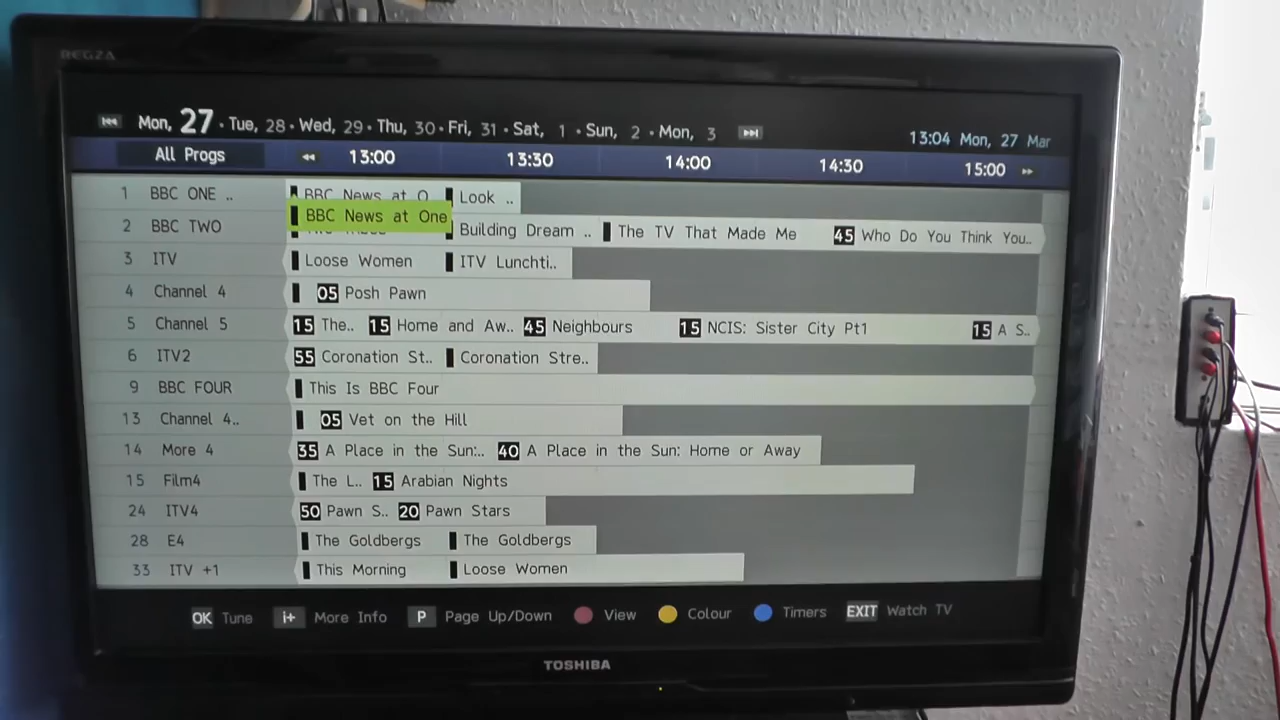 REGZA
Mon, 27 • Tue, 28 • Wed, 29 • Thu, 30 • Fri, 31 • Sat, 1 • Sun, 2 • Mon, 3
13:04 Mon, 27 Mar
All Progs 13:00 13:30 14:00 14:30 15:00
1 BBC ONE .. BBC News at O Look ..
BBC News at One
2 BBC TWO Building Dream .. The TV That Made Me 45 Who Do You Think You..
3 ITV Loose Women ITV Lunchti..
4 Channel 4 05 Posh Pawn
5 Channel 5 15 The.. 15 Home and Aw.. 45 Neighbours 15 NCIS: Sister City Pt1 15 A S..
6 ITV2 55 Coronation St.. Coronation Stre..
9 BBC FOUR This Is BBC Four
13 Channel 4.. 05 Vet on the Hill
14 More 4 35 A Place in the Sun:.. 40 A Place in the Sun: Home or Away
15 Film4 The L.. 15 Arabian Nights
24 ITV4 50 Pawn S.. 20 Pawn Stars
28 E4 The Goldbergs The Goldbergs
33 ITV +1 This Morning Loose Women
OK Tune i+ More Info P Page Up/Down View Colour Timers EXIT Watch TV
TOSHIBA